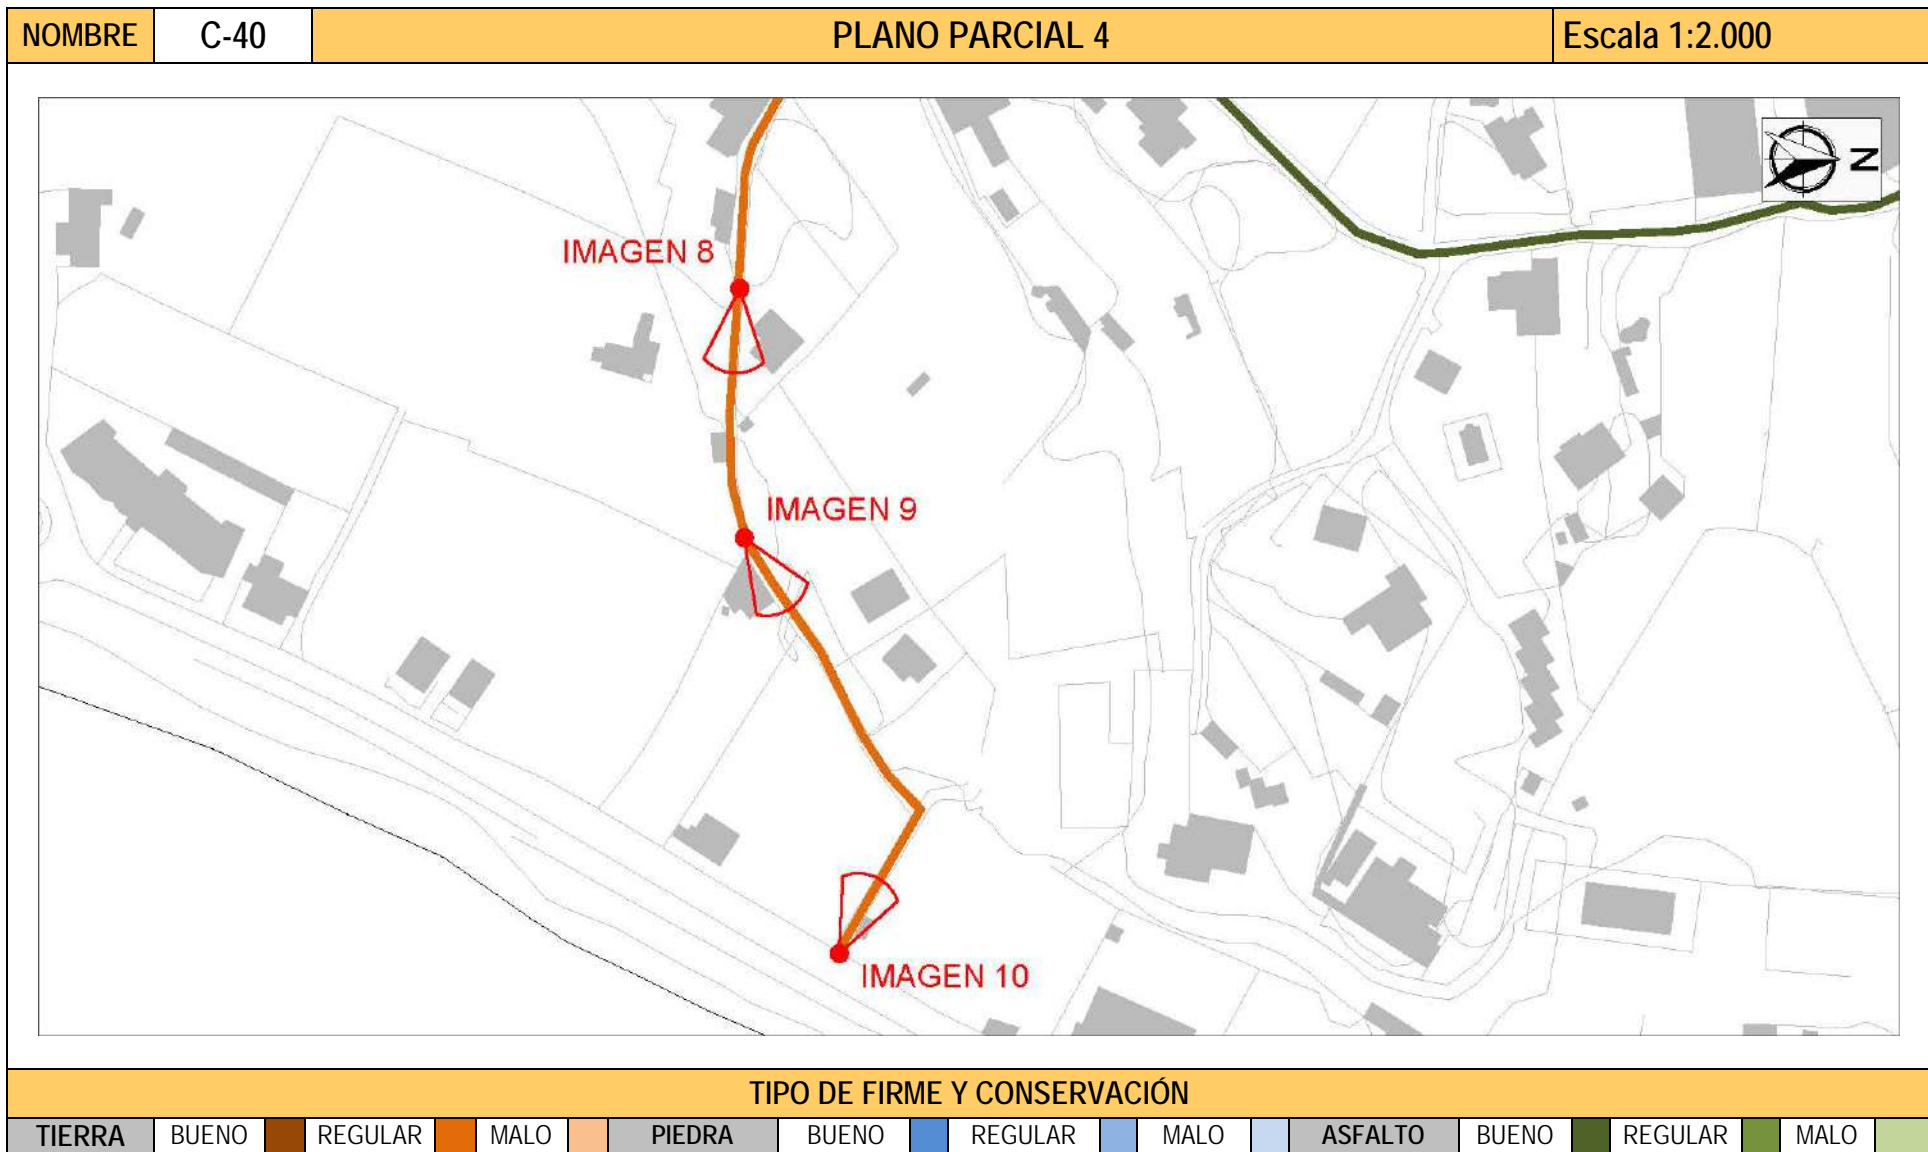 NOMBRE C-40 PLANO PARCIAL 4 Escala 1:2.000
N
IMAGEN 8
IMAGEN 9
IMAGEN 10
TIPO DE FIRME Y CONSERVACIÓN
TIERRA BUENO REGULAR MALO PIEDRA BUENO REGULAR MALO ASFALTO BUENO REGULAR MALO